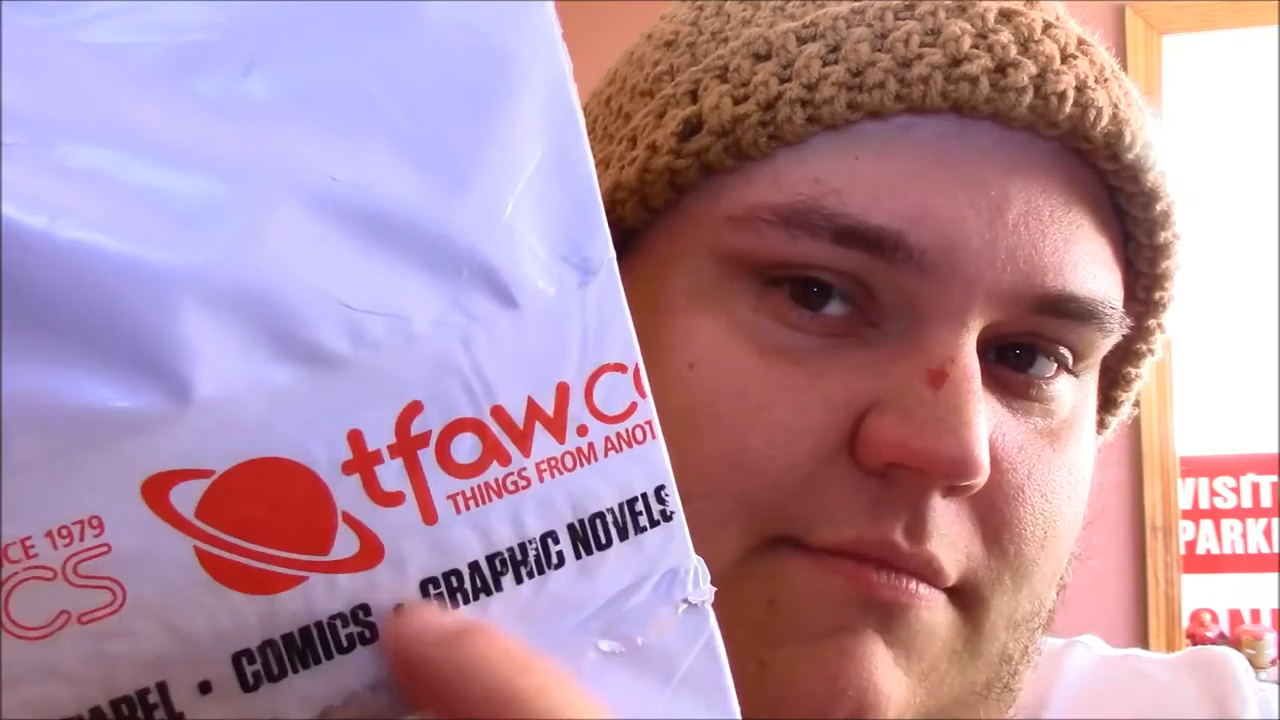 CE 1979
CS
tfaw.CO
THINGS FROM ANOT
COMICS • GRAPHIC NOVELS
VISIT
PARKI